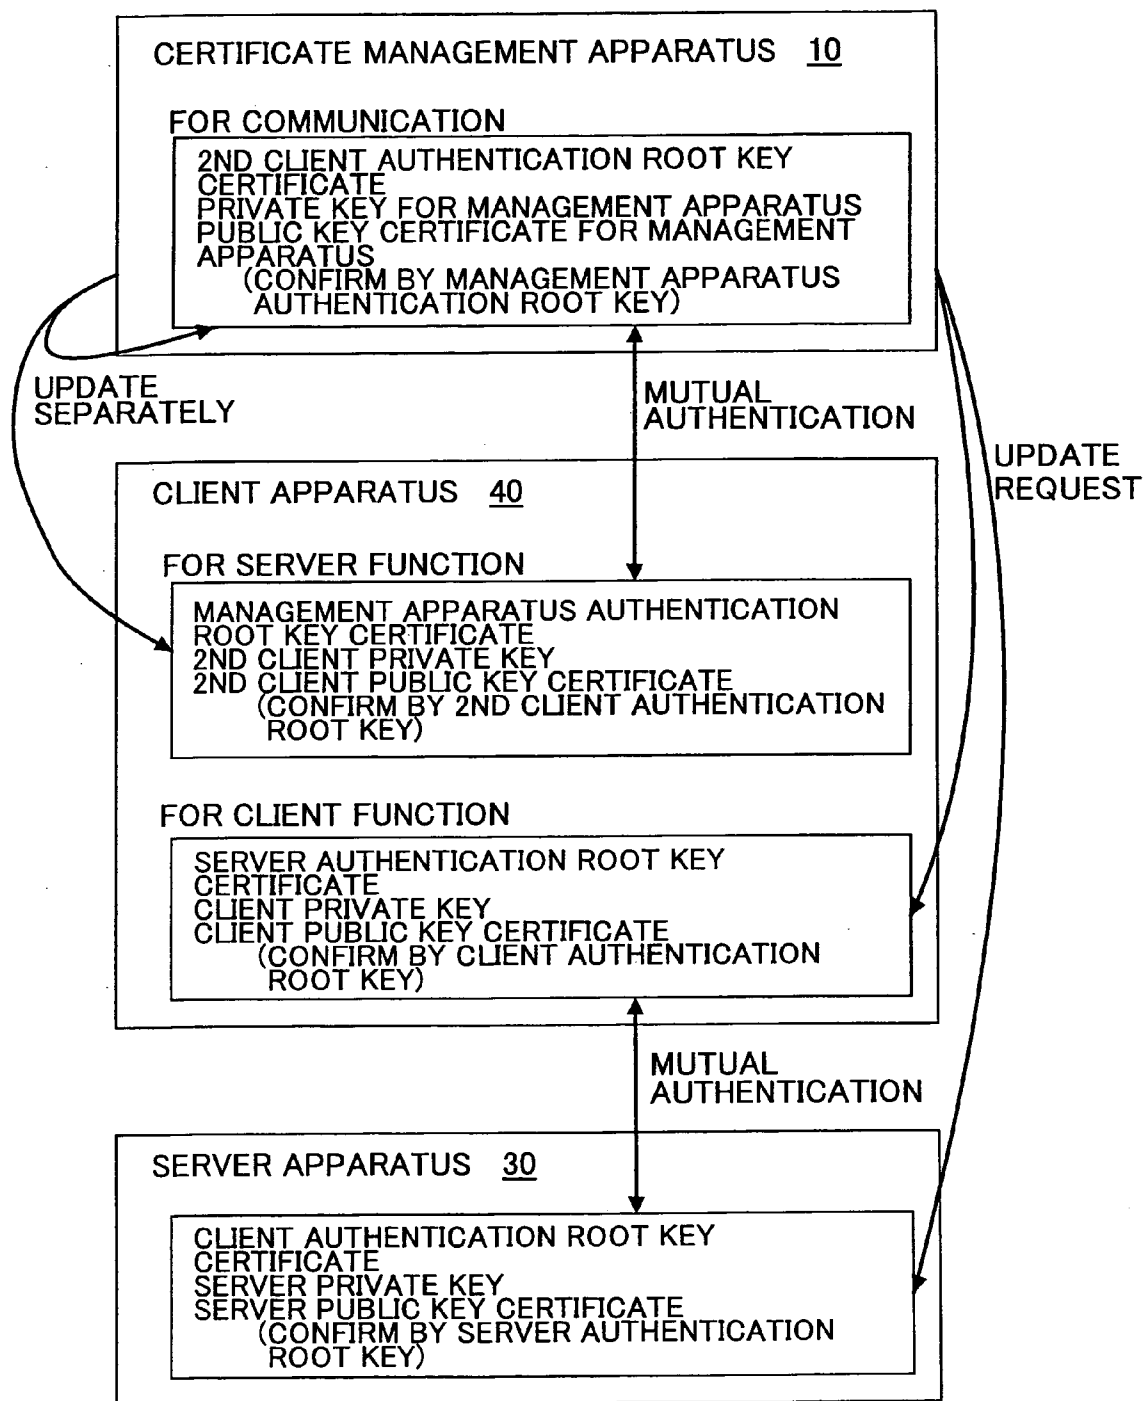 CERTIFICATE MANAGEMENT APPARATUS 10
FOR COMMUNICATION
2ND CLIENT AUTHENTICATION ROOT KEY
CERTIFICATE
PRIVATE KEY FOR MANAGEMENT APPARATUS
PUBLIC KEY CERTIFICATE FOR MANAGEMENT
APPARATUS
(CONFIRM BY MANAGEMENT APPARATUS
AUTHENTICATION ROOT KEY)
UPDATE
SEPARATELY
MUTUAL
AUTHENTICATION
UPDATE
REQUEST
CLIENT APPARATUS 40
FOR SERVER FUNCTION
MANAGEMENT APPARATUS AUTHENTICATION
ROOT KEY CERTIFICATE
2ND CLIENT PRIVATE KEY
2ND CLIENT PUBLIC KEY CERTIFICATE
(CONFIRM BY 2ND CLIENT AUTHENTICATION
ROOT KEY)
FOR CLIENT FUNCTION
SERVER AUTHENTICATION ROOT KEY
CERTIFICATE
CLIENT PRIVATE KEY
CLIENT PUBLIC KEY CERTIFICATE
(CONFIRM BY CLIENT AUTHENTICATION
ROOT KEY)
MUTUAL
AUTHENTICATION
SERVER APPARATUS 30
CLIENT AUTHENTICATION ROOT KEY
CERTIFICATE
SERVER PRIVATE KEY
SERVER PUBLIC KEY CERTIFICATE
(CONFIRM BY SERVER AUTHENTICATION
ROOT KEY)